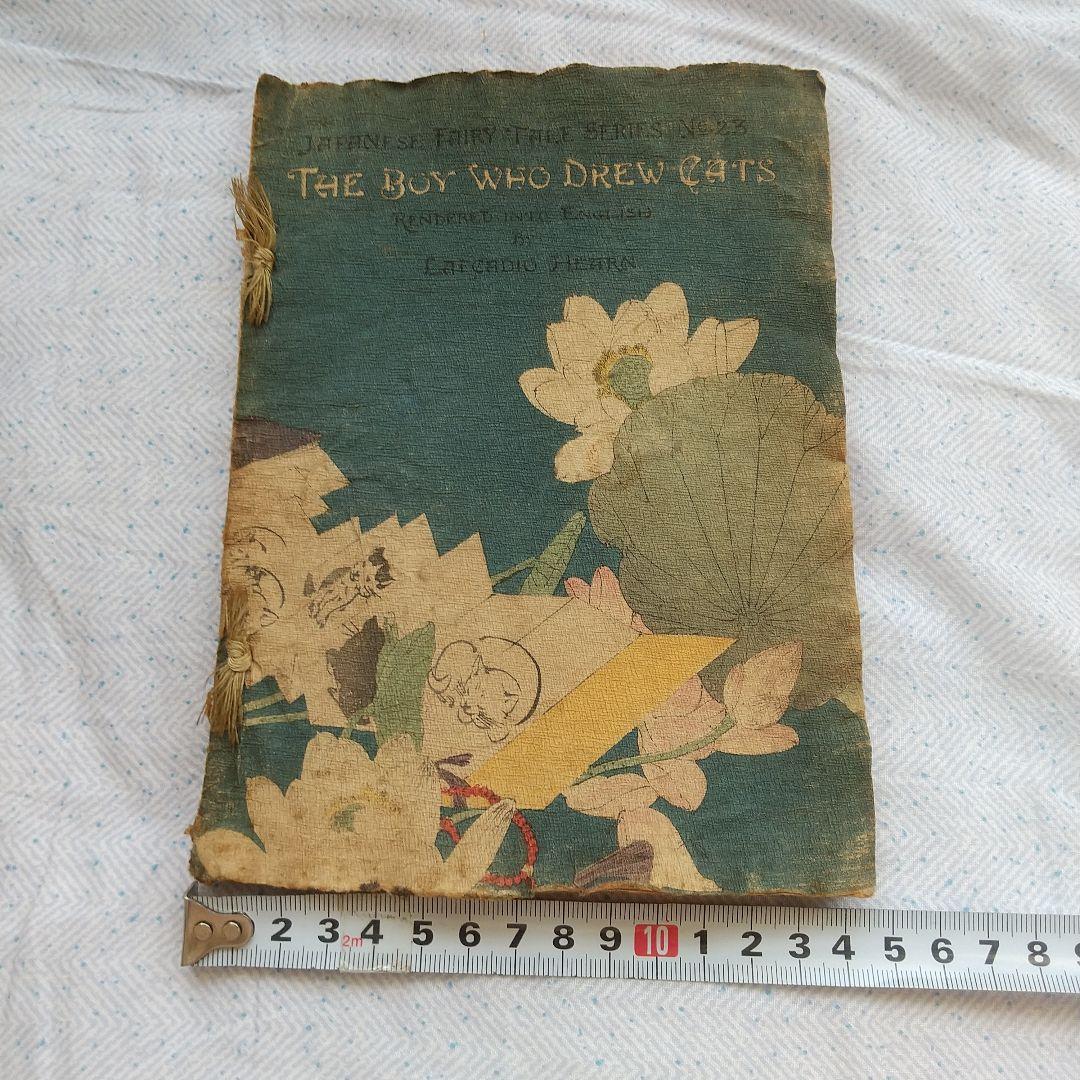 JAPANESE FAIRY TALE SERIES No 23
THE BOY WHO DREW CATS
RENDERED INTO ENGLISH
BY
LAFCADIO HEARN
2 3 4 5 6 7 8 9 10 1 2 3 4 5 6 7 8 9
2m